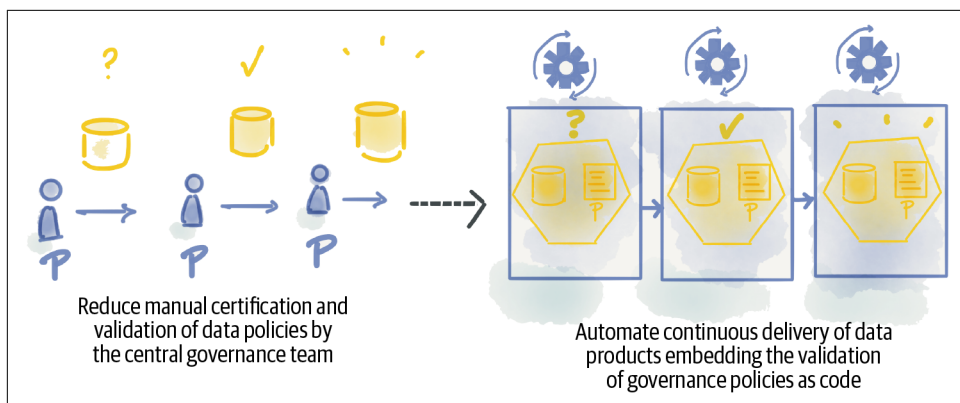 ?
P
P
P
Reduce manual certification and
validation of data policies by
the central governance team
?
P
P
P
Automate continuous delivery of data
products embedding the validation
of governance policies as code